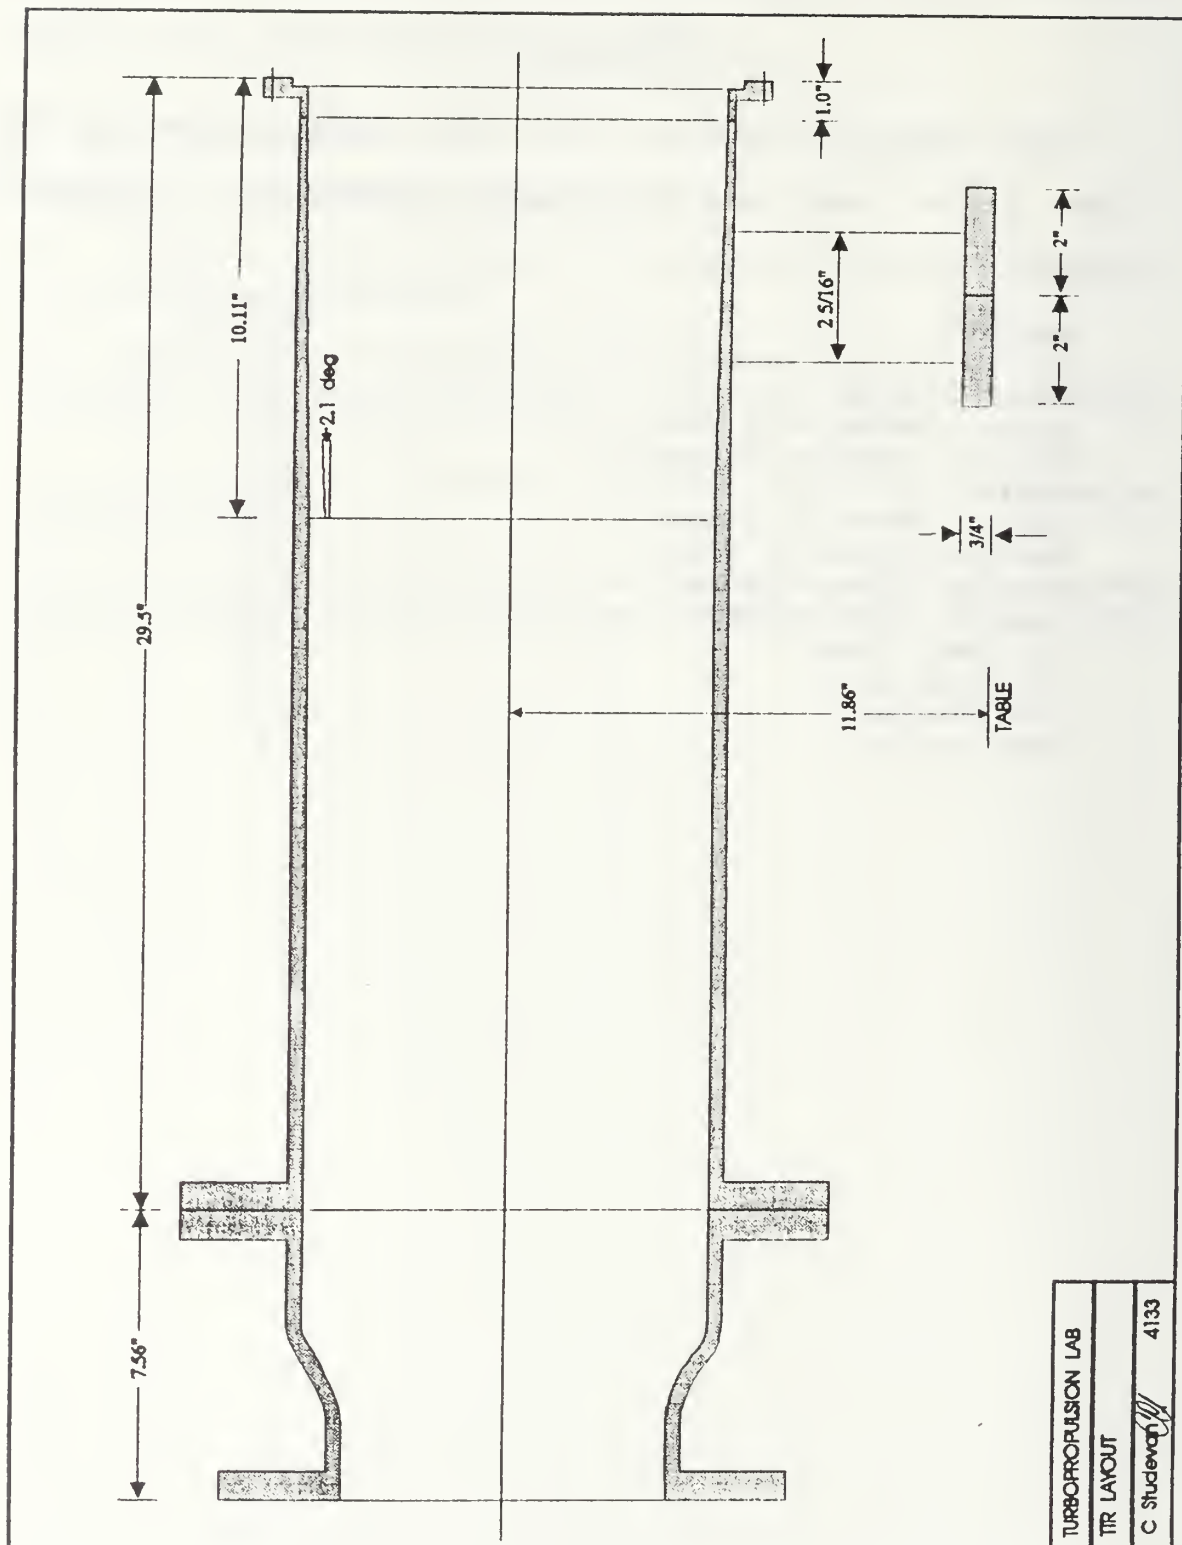 29.5"
7.56"
10.11"
2.1 deg
11.86"
TABLE
2 5/16"
1.0"
3/4"
2"
2"
TURBOPROPULSION LAB
TTR LAYOUT
C Studevan 4133